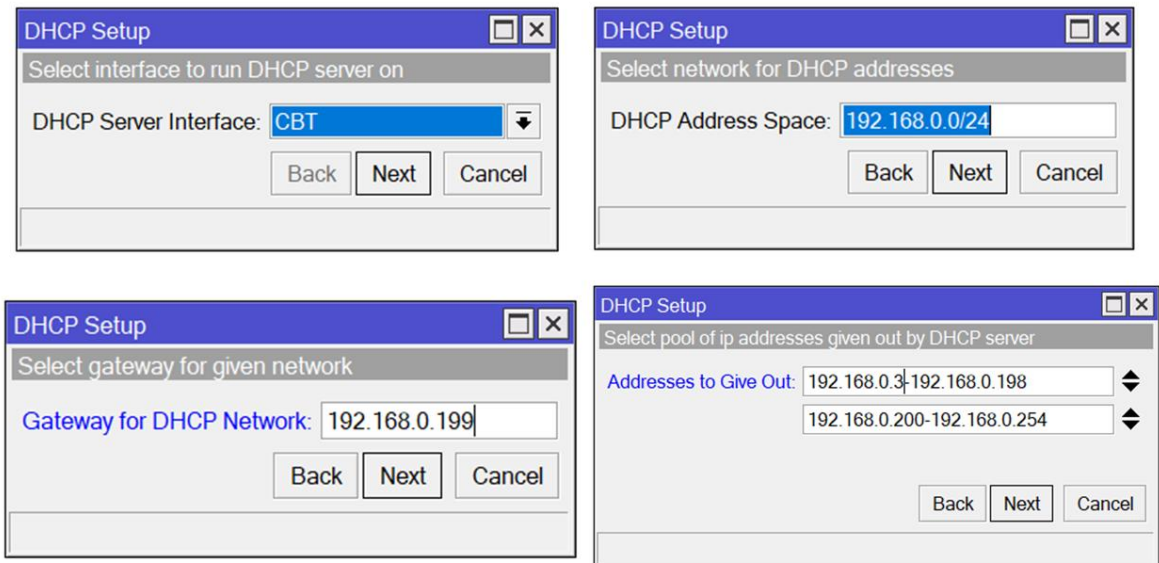 DHCP Setup
Select interface to run DHCP server on
DHCP Server Interface: CBT
Back Next Cancel
DHCP Setup
Select network for DHCP addresses
DHCP Address Space: 192.168.0.0/24
Back Next Cancel
DHCP Setup
Select gateway for given network
Gateway for DHCP Network: 192.168.0.199
Back Next Cancel
DHCP Setup
Select pool of ip addresses given out by DHCP server
Addresses to Give Out: 192.168.0.3-192.168.0.198
192.168.0.200-192.168.0.254
Back Next Cancel